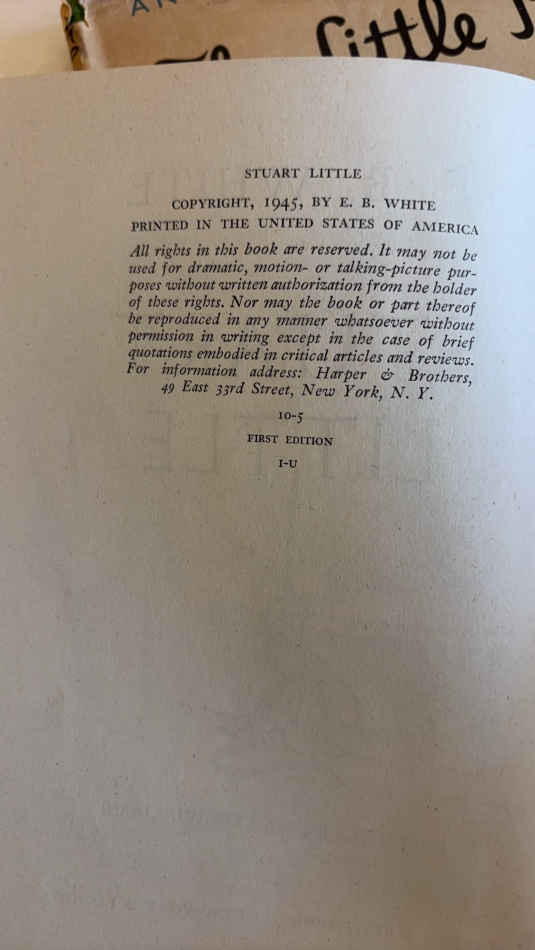 AN
The Little
STUART LITTLE
COPYRIGHT, 1945, BY E. B. WHITE
PRINTED IN THE UNITED STATES OF AMERICA
All rights in this book are reserved. It may not be
used for dramatic, motion- or talking-picture pur-
poses without written authorization from the holder
of these rights. Nor may the book or part thereof
be reproduced in any manner whatsoever without
permission in writing except in the case of brief
quotations embodied in critical articles and reviews.
For information address: Harper & Brothers,
49 East 33rd Street, New York, N. Y.
10-5
FIRST EDITION
I-U